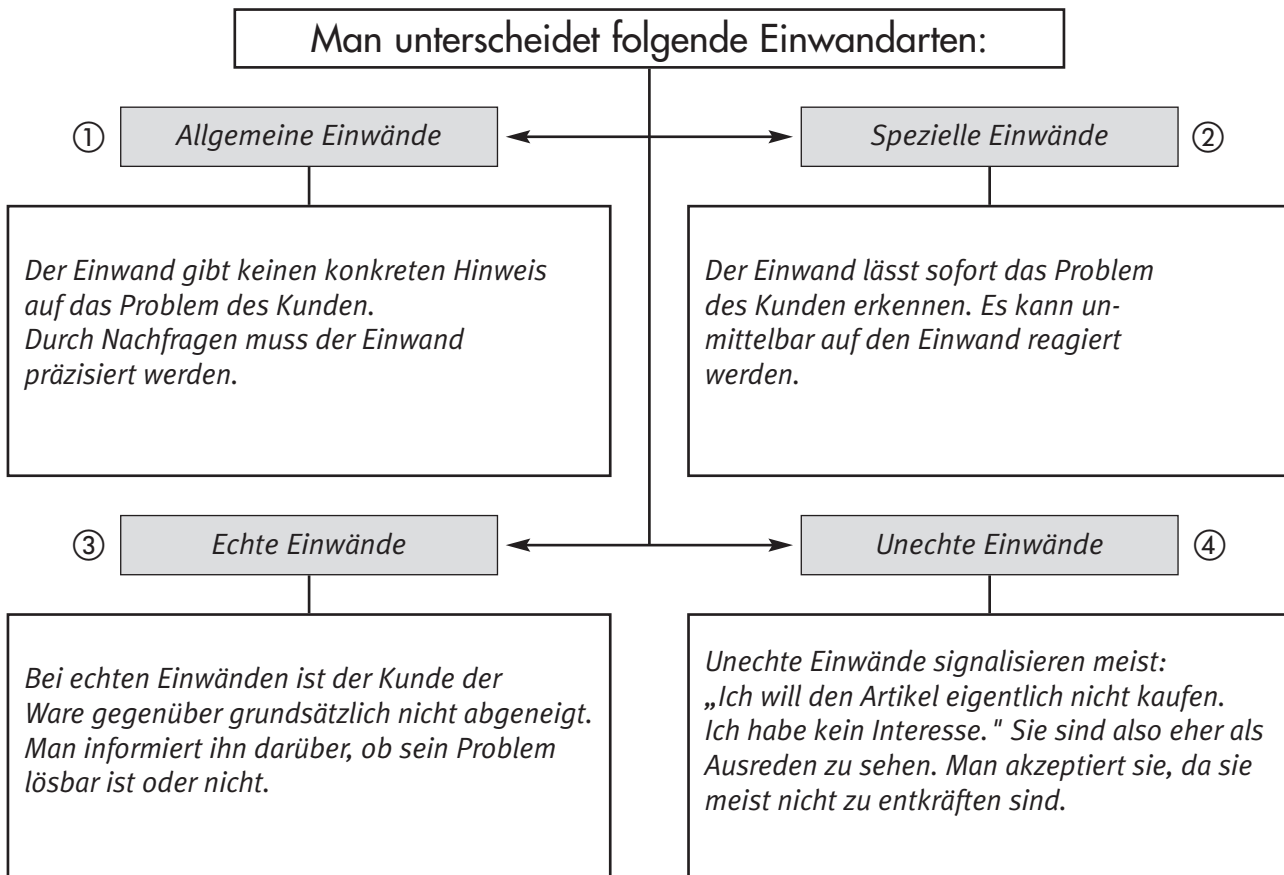 Man unterscheidet folgende Einwandarten:
① Allgemeine Einwände
Der Einwand gibt keinen konkreten Hinweis
auf das Problem des Kunden.
Durch Nachfragen muss der Einwand
präzisiert werden.
Spezielle Einwände ②
Der Einwand lässt sofort das Problem
des Kunden erkennen. Es kann un-
mittelbar auf den Einwand reagiert
werden.
③ Echte Einwände
Bei echten Einwänden ist der Kunde der
Ware gegenüber grundsätzlich nicht abgeneigt.
Man informiert ihn darüber, ob sein Problem
lösbar ist oder nicht.
Unechte Einwände ④
Unechte Einwände signalisieren meist:
„Ich will den Artikel eigentlich nicht kaufen.
Ich habe kein Interesse." Sie sind also eher als
Ausreden zu sehen. Man akzeptiert sie, da sie
meist nicht zu entkräften sind.